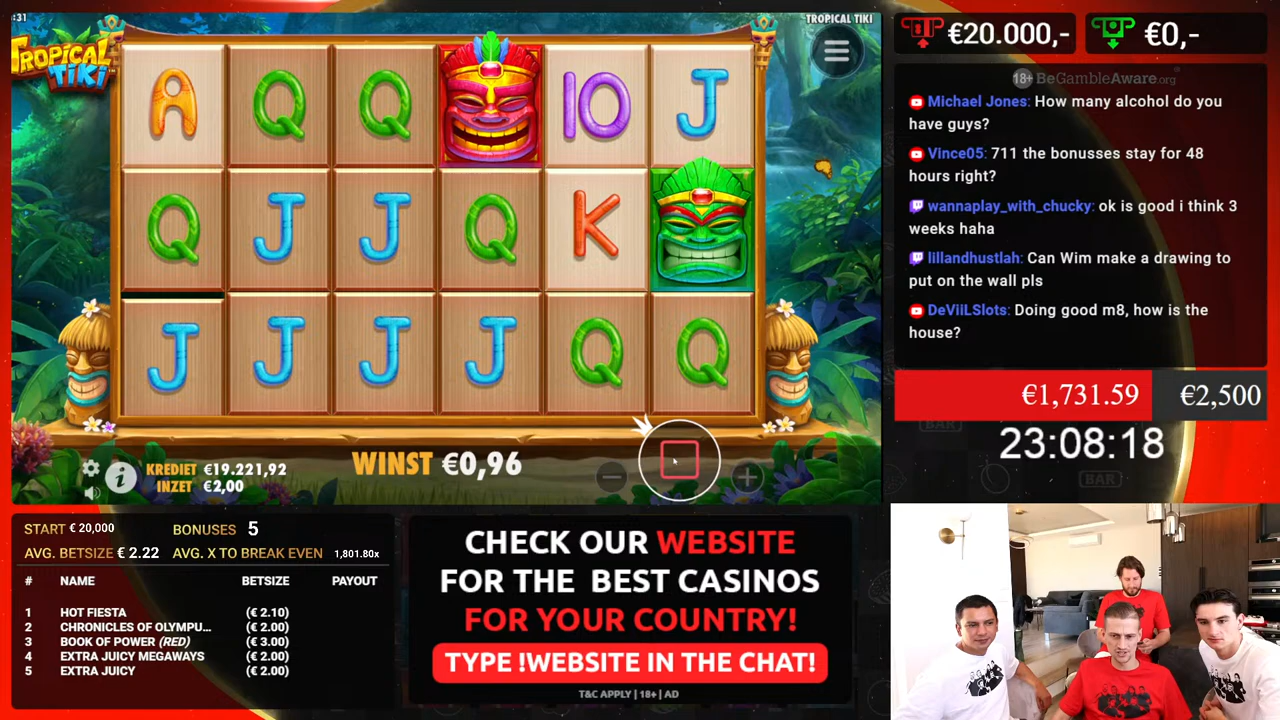 :31
TROPICAL TIKI
TROPICAL
TIKI
A Q Q 10 J
Q J J Q K
J J J J Q Q
KREDIET €19.221,92
INZET €2,00
WINST €0,96
€20.000,-
€0,-
18+ BeGambleAware.org
Michael Jones: How many alcohol do you
have guys?
Vince05: 711 the bonusses stay for 48
hours right?
wannaplay_with_chucky: ok is good i think 3
weeks haha
lillandhustlah: Can Wim make a drawing to
put on the wall pls
DeViilSlots: Doing good m8, how is the
house?
€1,731.59
€2,500
BAR
23:08:18
BAR
START € 20,000
BONUSES 5
AVG. BETSIZE € 2.22
AVG. X TO BREAK EVEN 1,801.80x
# NAME BETSIZE PAYOUT
1 HOT FIESTA (€ 2.10)
2 CHRONICLES OF OLYMPU... (€ 2.00)
3 BOOK OF POWER (RED) (€ 3.00)
4 EXTRA JUICY MEGAWAYS (€ 2.00)
5 EXTRA JUICY (€ 2.00)
CHECK OUR WEBSITE
FOR THE BEST CASINOS
FOR YOUR COUNTRY!
TYPE !WEBSITE IN THE CHAT!
T&C APPLY | 18+ | AD